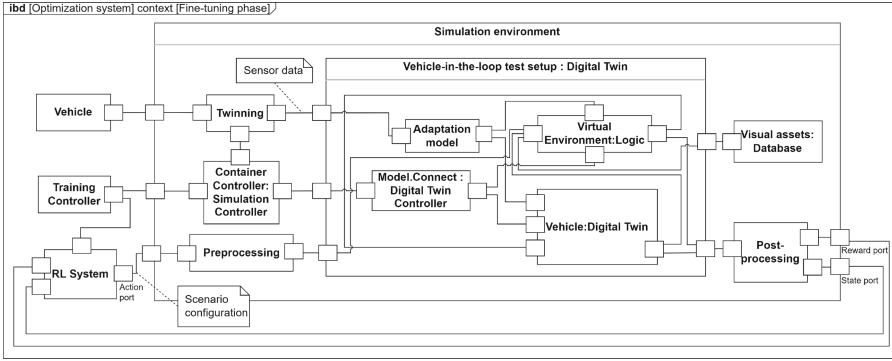 ibd [Optimization system] context [Fine-tuning phase]
Simulation environment
Sensor data
Vehicle-in-the-loop test setup : Digital Twin
Vehicle
Twinning
Adaptation
model
Virtual
Environment:Logic
Visual assets:
Database
Training
Controller
Container
Controller:
Simulation
Controller
Model.Connect :
Digital Twin
Controller
Vehicle:Digital Twin
Preprocessing
Post-
processing
Reward port
RL System
Action
port
State port
Scenario
configuration